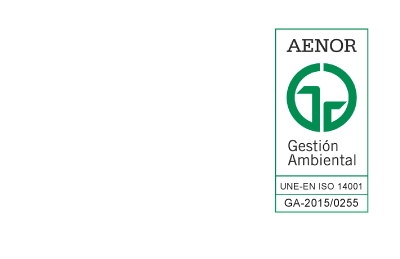 AENOR
Gestión
Ambiental
UNE-EN ISO 14001
GA-2015/0255